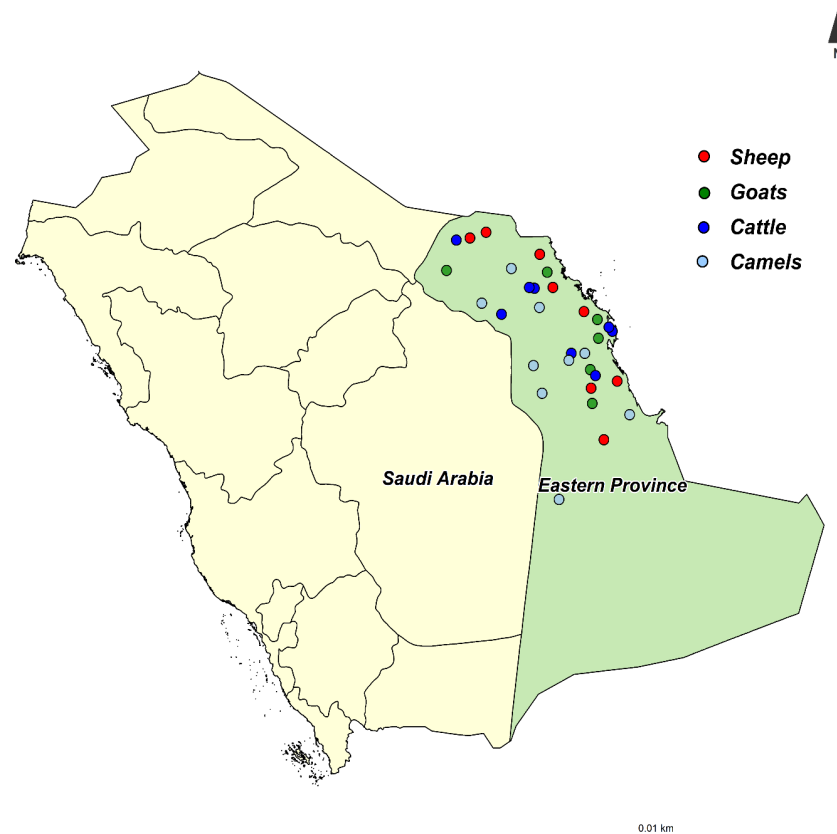 N
Sheep
Goats
Cattle
Camels
Saudi Arabia
Eastern Province
0.01 km